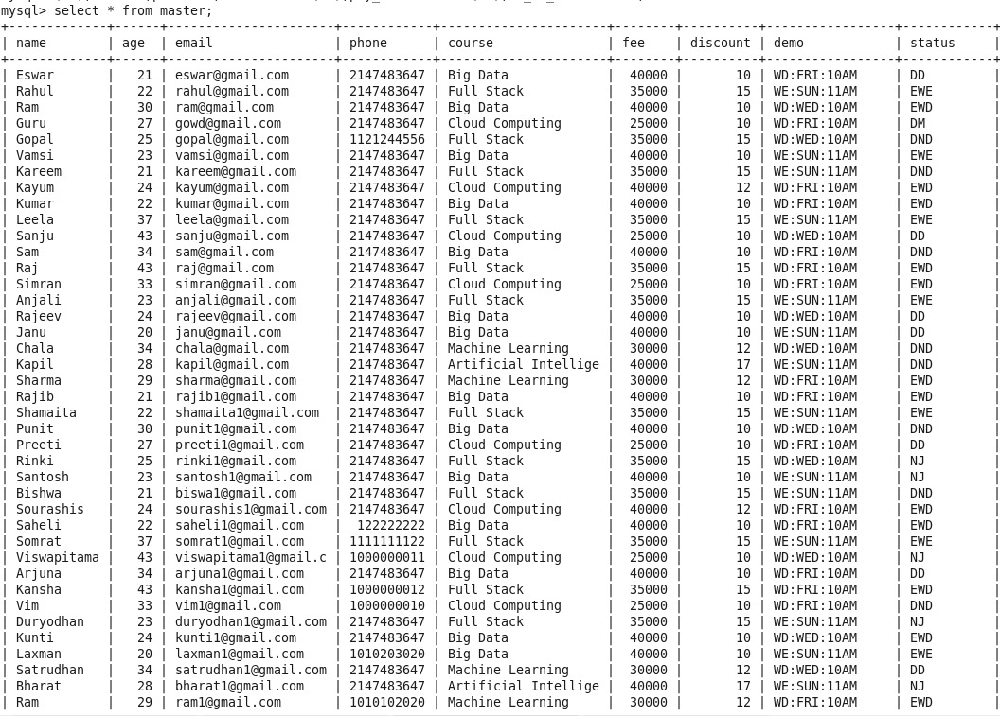 mysql> select * from master;
+-------------+------+----------------------+------------+----------------------+--------+----------+-----------------+------------+
| name        | age  | email                | phone      | course               | fee    | discount | demo            | status     |
+-------------+------+----------------------+------------+----------------------+--------+----------+-----------------+------------+
| Eswar       |   21 | eswar@gmail.com      | 2147483647 | Big Data             |  40000 |       10 | WD:FRI:10AM     | DD         |
| Rahul       |   22 | rahul@gmail.com      | 2147483647 | Full Stack           |  35000 |       15 | WE:SUN:11AM     | EWE        |
| Ram         |   30 | ram@gmail.com        | 2147483647 | Big Data             |  40000 |       10 | WD:WED:10AM     | EWD        |
| Guru        |   27 | gowd@gmail.com       | 2147483647 | Cloud Computing      |  25000 |       10 | WD:FRI:10AM     | DM         |
| Gopal       |   25 | gopal@gmail.com      | 1121244556 | Full Stack           |  35000 |       15 | WD:WED:10AM     | DND        |
| Vamsi       |   23 | vamsi@gmail.com      | 2147483647 | Big Data             |  40000 |       10 | WE:SUN:11AM     | EWE        |
| Kareem      |   21 | kareem@gmail.com     | 2147483647 | Full Stack           |  35000 |       15 | WE:SUN:11AM     | DND        |
| Kayum       |   24 | kayum@gmail.com      | 2147483647 | Cloud Computing      |  40000 |       12 | WD:FRI:10AM     | EWD        |
| Kumar       |   22 | kumar@gmail.com      | 2147483647 | Big Data             |  40000 |       10 | WD:FRI:10AM     | EWD        |
| Leela       |   37 | leela@gmail.com      | 2147483647 | Full Stack           |  35000 |       15 | WE:SUN:11AM     | EWE        |
| Sanju       |   43 | sanju@gmail.com      | 2147483647 | Cloud Computing      |  25000 |       10 | WD:WED:10AM     | DD         |
| Sam         |   34 | sam@gmail.com        | 2147483647 | Big Data             |  40000 |       10 | WD:FRI:10AM     | DND        |
| Raj         |   43 | raj@gmail.com        | 2147483647 | Full Stack           |  35000 |       15 | WD:FRI:10AM     | EWD        |
| Simran      |   33 | simran@gmail.com     | 2147483647 | Cloud Computing      |  25000 |       10 | WD:FRI:10AM     | EWD        |
| Anjali      |   23 | anjali@gmail.com     | 2147483647 | Full Stack           |  35000 |       15 | WE:SUN:11AM     | EWE        |
| Rajeev      |   24 | rajeev@gmail.com     | 2147483647 | Big Data             |  40000 |       10 | WD:WED:10AM     | DD         |
| Janu        |   20 | janu@gmail.com       | 2147483647 | Big Data             |  40000 |       10 | WE:SUN:11AM     | DD         |
| Chala       |   34 | chala@gmail.com      | 2147483647 | Machine Learning     |  30000 |       12 | WD:WED:10AM     | DND        |
| Kapil       |   28 | kapil@gmail.com      | 2147483647 | Artificial Intellige |  40000 |       17 | WE:SUN:11AM     | DND        |
| Sharma      |   29 | sharma@gmail.com     | 2147483647 | Machine Learning     |  30000 |       12 | WD:FRI:10AM     | EWD        |
| Rajib       |   21 | rajib1@gmail.com     | 2147483647 | Big Data             |  40000 |       10 | WD:FRI:10AM     | EWD        |
| Shamaita    |   22 | shamaita1@gmail.com  | 2147483647 | Full Stack           |  35000 |       15 | WE:SUN:11AM     | EWE        |
| Punit       |   30 | punit1@gmail.com     | 2147483647 | Big Data             |  40000 |       10 | WD:WED:10AM     | DND        |
| Preeti      |   27 | preeti1@gmail.com    | 2147483647 | Cloud Computing      |  25000 |       10 | WD:FRI:10AM     | DD         |
| Rinki       |   25 | rinki1@gmail.com     | 2147483647 | Full Stack           |  35000 |       15 | WD:WED:10AM     | NJ         |
| Santosh     |   23 | santosh1@gmail.com   | 2147483647 | Big Data             |  40000 |       10 | WE:SUN:11AM     | NJ         |
| Bishwa      |   21 | biswa1@gmail.com     | 2147483647 | Full Stack           |  35000 |       15 | WE:SUN:11AM     | DND        |
| Sourashis   |   24 | sourashis1@gmail.com | 2147483647 | Cloud Computing      |  40000 |       12 | WD:FRI:10AM     | EWD        |
| Saheli      |   22 | saheli1@gmail.com    |  122222222 | Big Data             |  40000 |       10 | WD:FRI:10AM     | EWD        |
| Somrat      |   37 | somrat1@gmail.com    | 1111111122 | Full Stack           |  35000 |       15 | WE:SUN:11AM     | EWE        |
| Viswapitama |   43 | viswapitama1@gmail.c | 1000000011 | Cloud Computing      |  25000 |       10 | WD:WED:10AM     | NJ         |
| Arjuna      |   34 | arjuna1@gmail.com    | 2147483647 | Big Data             |  40000 |       10 | WD:FRI:10AM     | DD         |
| Kansha      |   43 | kansha1@gmail.com    | 1000000012 | Full Stack           |  35000 |       15 | WD:FRI:10AM     | EWD        |
| Vim         |   33 | vim1@gmail.com       | 1000000010 | Cloud Computing      |  25000 |       10 | WD:FRI:10AM     | DND        |
| Duryodhan   |   23 | duryodhan1@gmail.com | 2147483647 | Full Stack           |  35000 |       15 | WE:SUN:11AM     | NJ         |
| Kunti       |   24 | kunti1@gmail.com     | 2147483647 | Big Data             |  40000 |       10 | WD:WED:10AM     | EWD        |
| Laxman      |   20 | laxman1@gmail.com    | 1010203020 | Big Data             |  40000 |       10 | WE:SUN:11AM     | EWE        |
| Satrudhan   |   34 | satrudhan1@gmail.com | 2147483647 | Machine Learning     |  30000 |       12 | WD:WED:10AM     | DD         |
| Bharat      |   28 | bharat1@gmail.com    | 2147483647 | Artificial Intellige |  40000 |       17 | WE:SUN:11AM     | NJ         |
| Ram         |   29 | ram1@gmail.com       | 1010102020 | Machine Learning     |  30000 |       12 | WD:FRI:10AM     | EWD        |